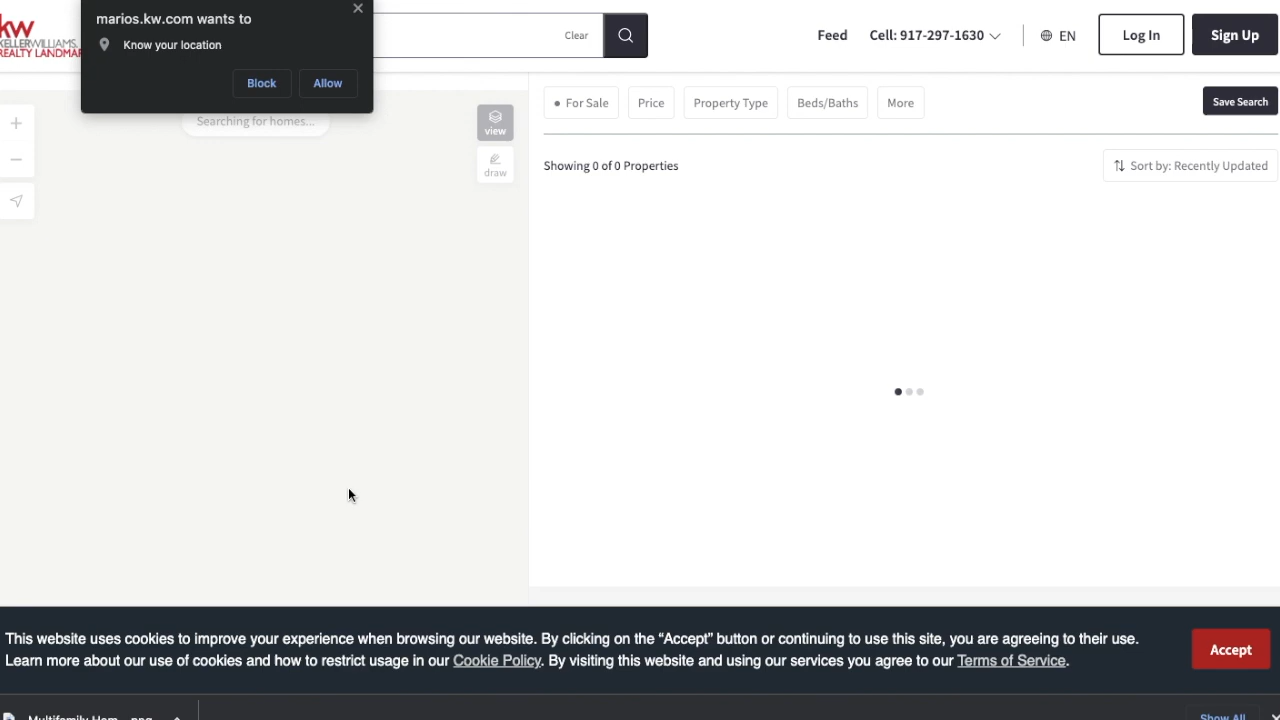 marios.kw.com wants to
Know your location
Block
Allow
kw
KELLERWILLIAMS.
REALTY LANDMAR
Clear
Feed
Cell: 917-297-1630
EN
Log In
Sign Up
Searching for homes...
view
draw
For Sale
Price
Property Type
Beds/Baths
More
Save Search
Showing 0 of 0 Properties
Sort by: Recently Updated
This website uses cookies to improve your experience when browsing our website. By clicking on the “Accept” button or continuing to use this site, you are agreeing to their use.
Learn more about our use of cookies and how to restrict usage in our Cookie Policy. By visiting this website and using our services you agree to our Terms of Service.
Accept
Multifamily Hom....png
Show All